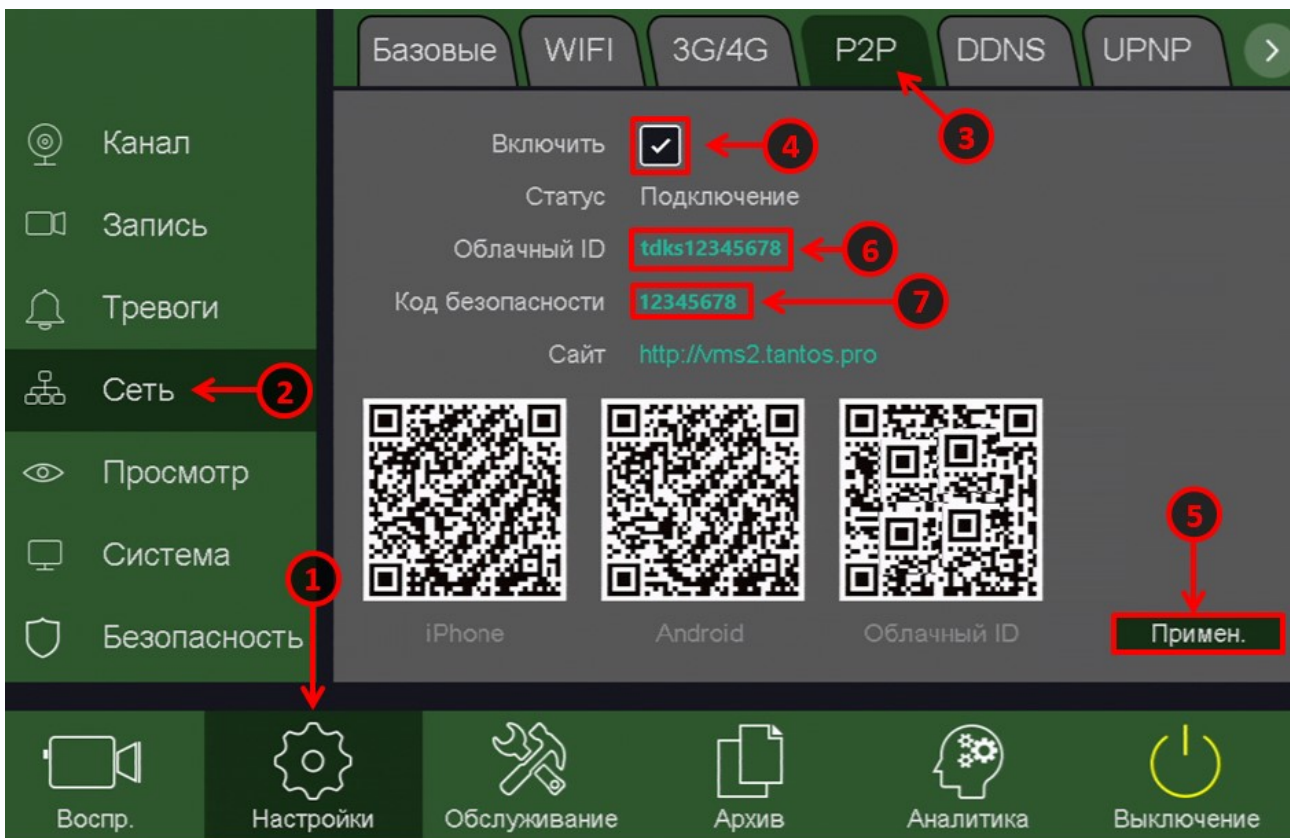 Базовые WIFI 3G/4G P2P DDNS UPNP >
3
Канал
Включить 4
Статус Подключение
Запись
Облачный ID tdks12345678 6
Код безопасности 12345678 7
Тревоги
Сайт http://vms2.tantos.pro
Сеть 2
Просмотр
5
Система
1
iPhone Android Облачный ID Примен.
Безопасность
Воспр. Настройки Обслуживание Архив Аналитика Выключение